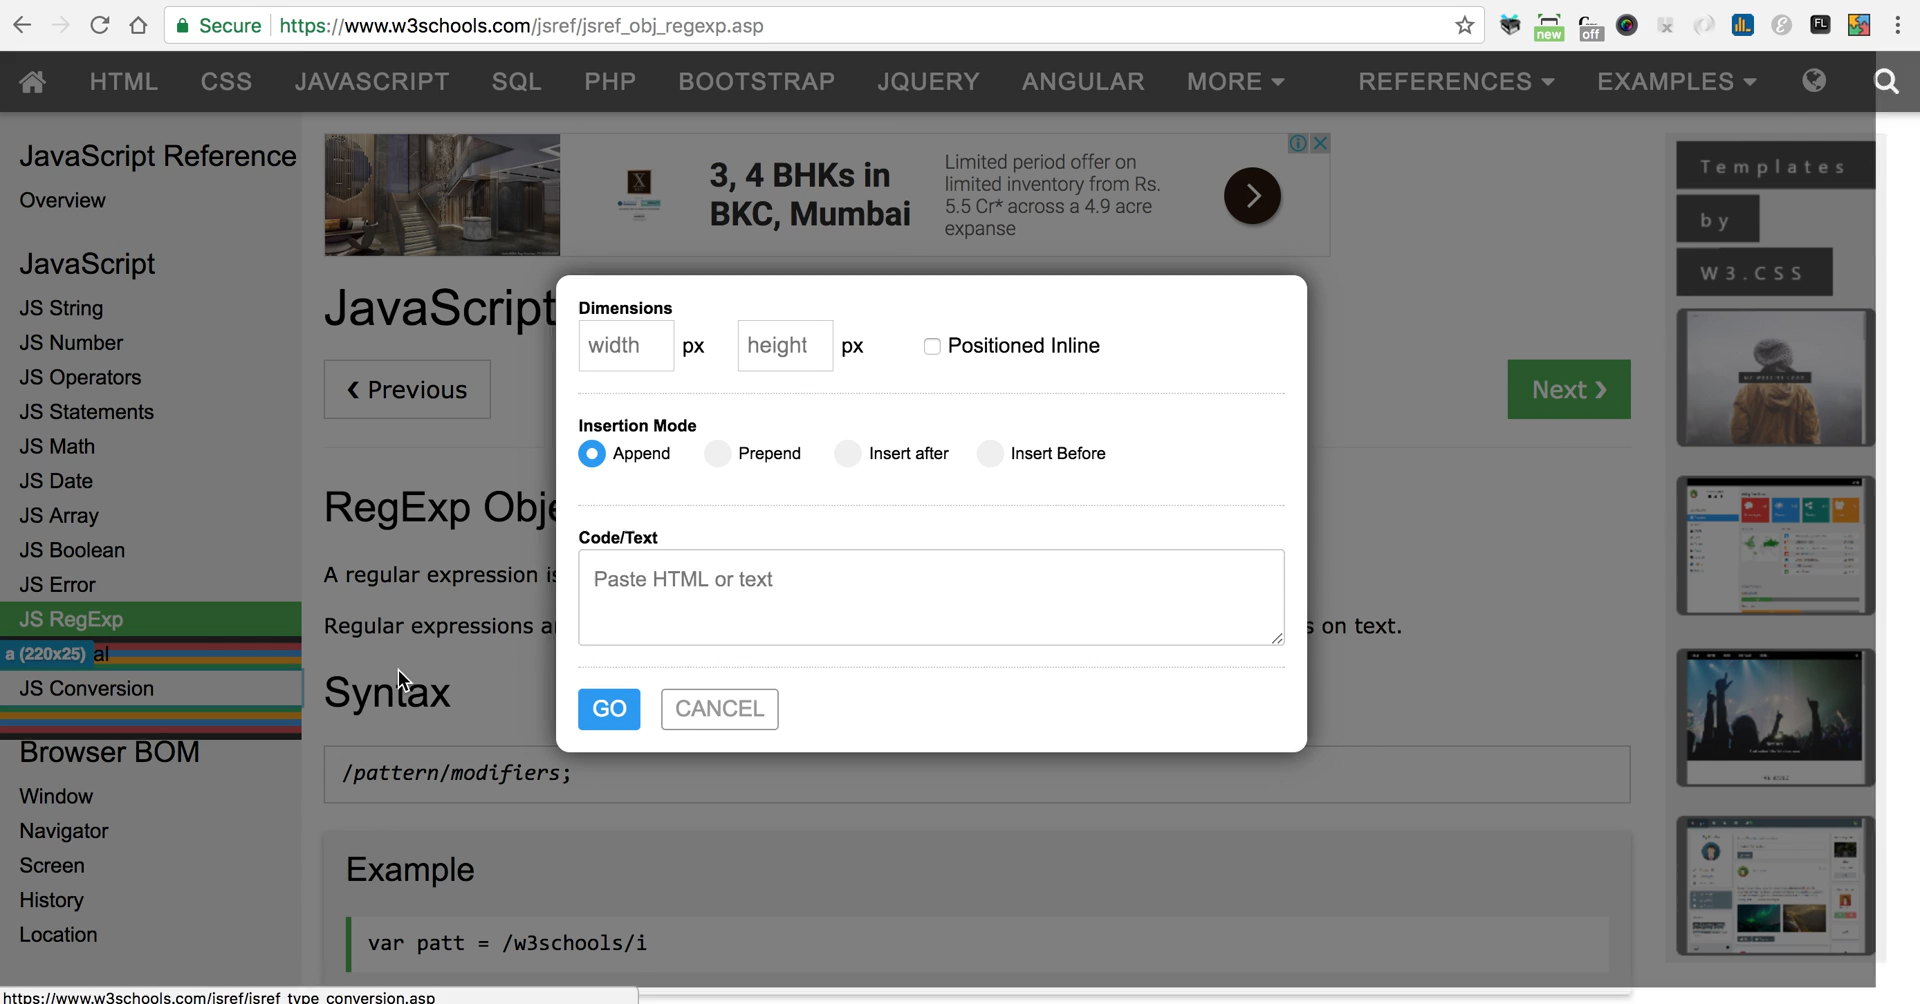 Secure
https://www.w3schools.com/jsref/jsref_obj_regexp.asp
new
off
FL
HTML CSS JAVASCRIPT SQL PHP BOOTSTRAP JQUERY ANGULAR MORE REFERENCES EXAMPLES
JavaScript Reference
Overview
JavaScript
JS String
JS Number
JS Operators
JS Statements
JS Math
JS Date
JS Array
JS Boolean
JS Error
JS RegExp
a (220x25) al
JS Conversion
Browser BOM
Window
Navigator
Screen
History
Location
3, 4 BHKs in
BKC, Mumbai
Limited period offer on
limited inventory from Rs.
5.5 Cr* across a 4.9 acre
expanse
JavaScript
❮ Previous
Next ❯
RegExp Obje
A regular expression is
Regular expressions a
s on text.
Syntax
/pattern/modifiers;
Example
var patt = /w3schools/i
Dimensions
width px height px Positioned Inline
Insertion Mode
Append Prepend Insert after Insert Before
Code/Text
Paste HTML or text
GO CANCEL
Templates
by
W3.CSS
https://www.w3schools.com/jsref/jsref_type_conversion.asp